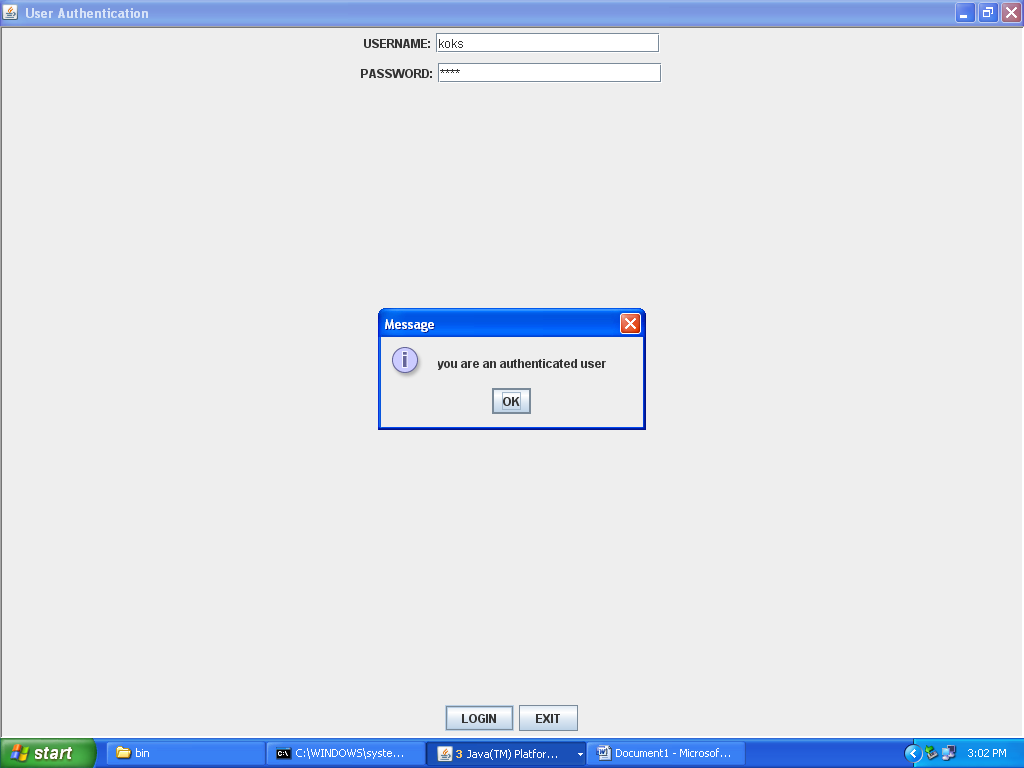 User Authentication
USERNAME: koks
PASSWORD: ****
Message
you are an authenticated user
OK
LOGIN EXIT
start bin C:\WINDOWS\syste... 3 Java(TM) Platfor... Document1 - Microsof... 3:02 PM